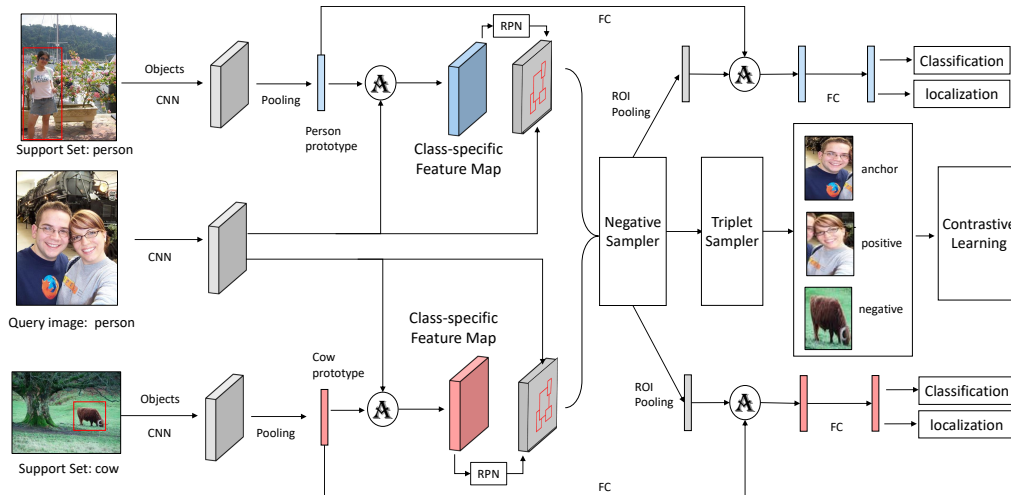 RPN
FC
Objects
CNN
Pooling
A
Person
prototype
Class-specific
Feature Map
ROI
Pooling
A
FC
Classification
localization
Support Set: person
CNN
Query image: person
Negative
Sampler
Triplet
Sampler
anchor
positive
negative
Contrastive
Learning
Class-specific
Feature Map
Cow
prototype
Objects
CNN
Pooling
A
RPN
ROI
Pooling
A
FC
Classification
localization
Support Set: cow
FC